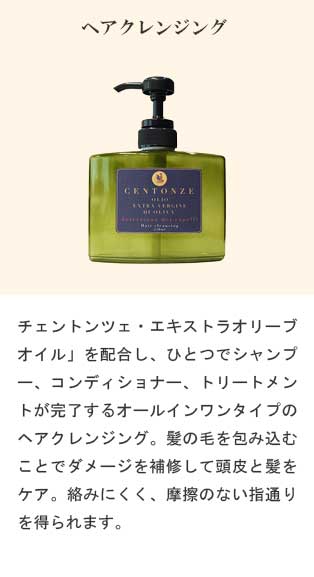 ヘアクレンジング
CENTONZE
OLIO
EXTRA VERGINE
DI OLIVA
Hair cleansing
チェントンツェ・エキストラオリーブ
オイル」を配合し、ひとつでシャンプ
ー、コンディショナー、トリートメン
トが完了するオールインワンタイプの
ヘアクレンジング。髪の毛を包み込む
ことでダメージを補修して頭皮と髪を
ケア。絡みにくく、摩擦のない指通り
を得られます。